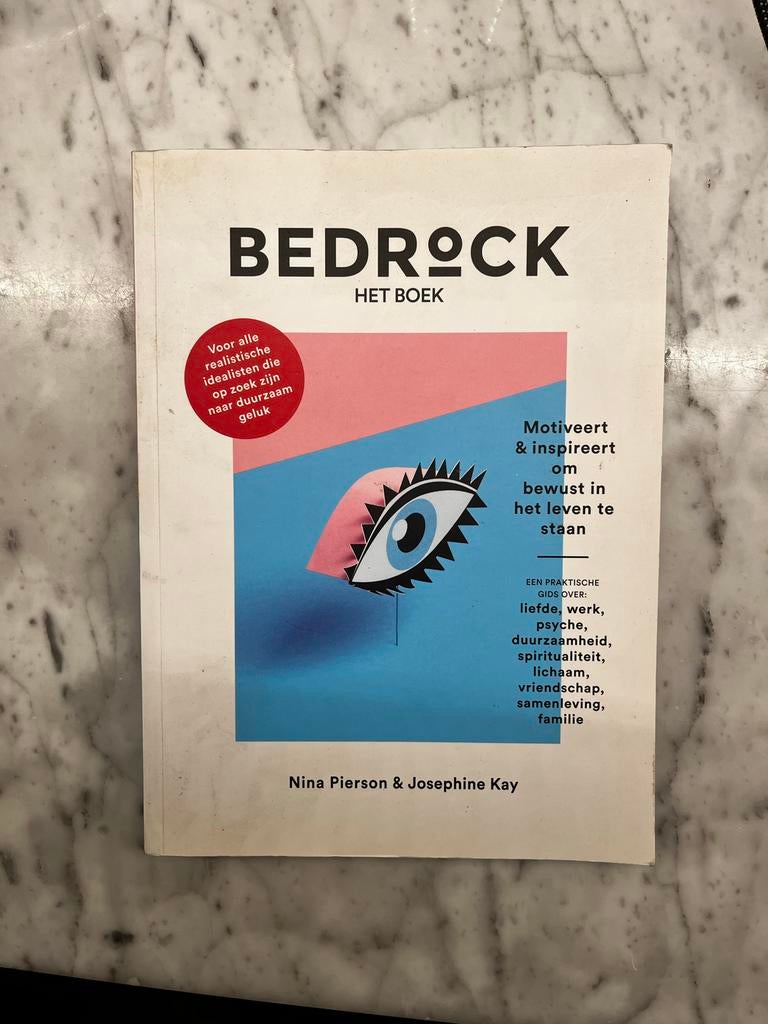 BEDROCK
HET BOEK
Voor alle
realistische
idealisten die
op zoek zijn
naar duurzaam
geluk
Motiveert
& inspireert
om
bewust in
het leven te
staan
EEN PRAKTISCHE
GIDS OVER:
liefde, werk,
psyche,
duurzaamheid,
spiritualiteit,
lichaam,
vriendschap,
samenleving,
familie
Nina Pierson & Josephine Kay